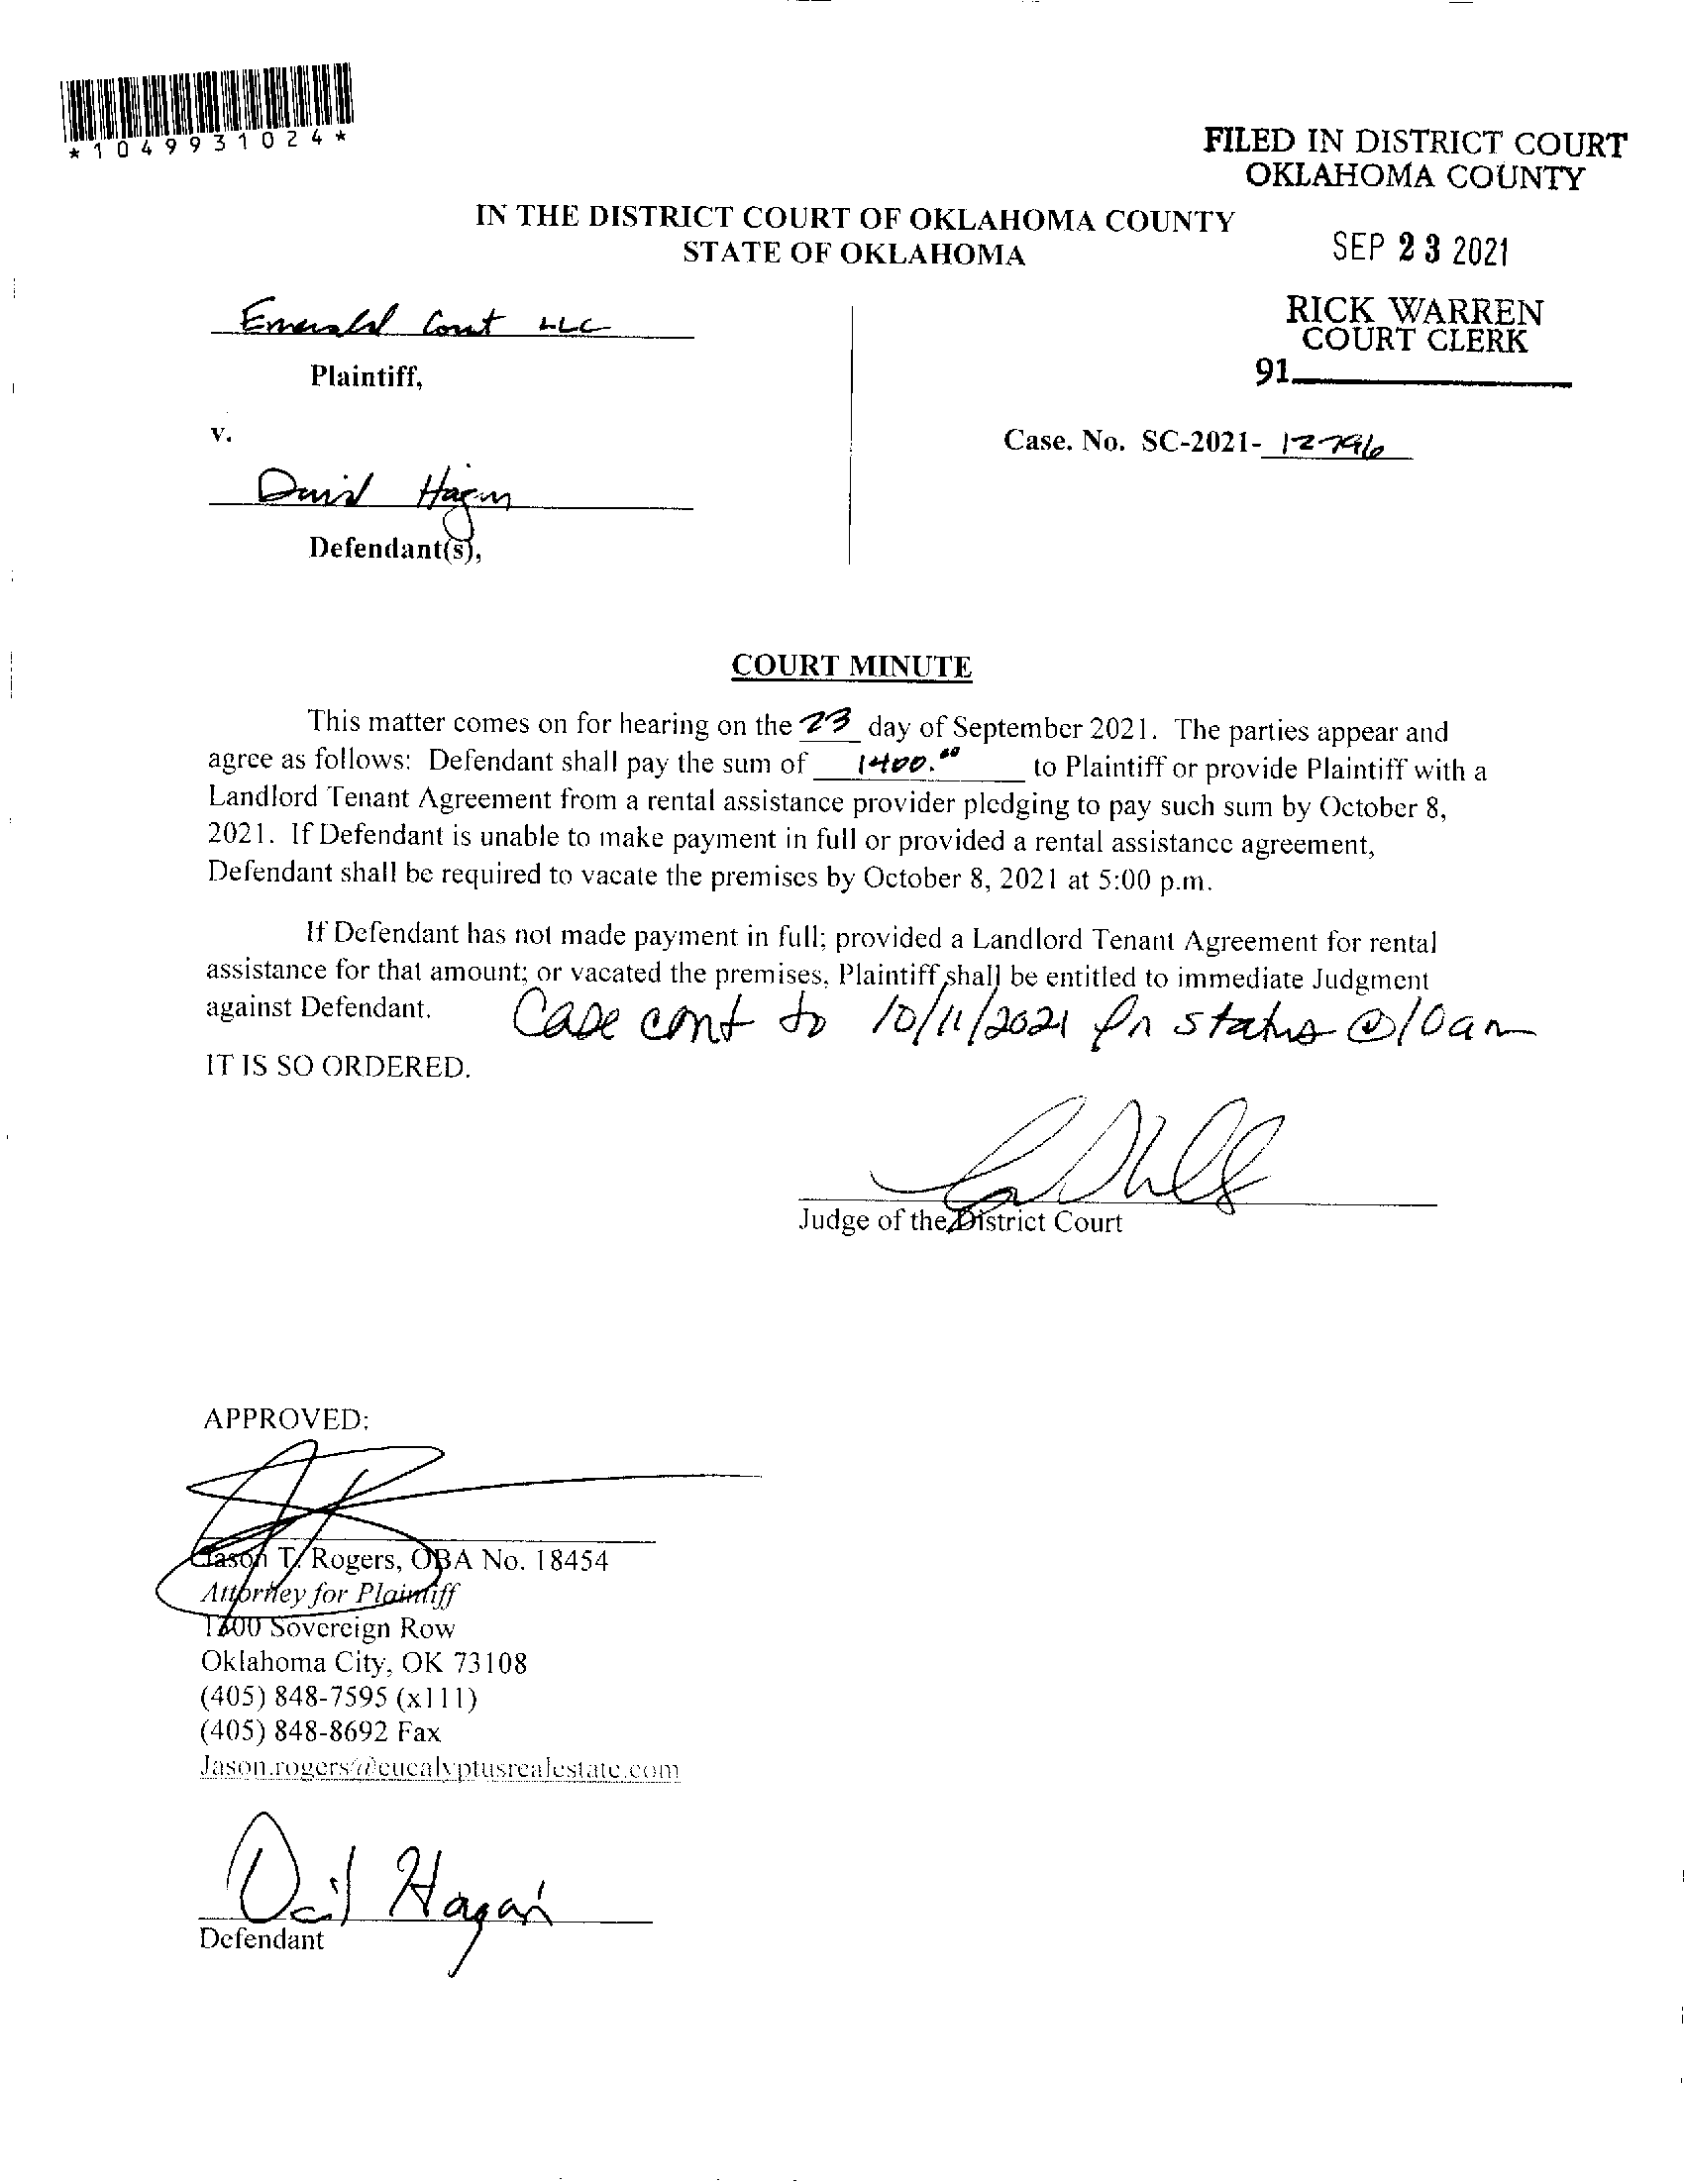 *1049931024*
FILED IN DISTRICT COURT
OKLAHOMA COUNTY
IN THE DISTRICT COURT OF OKLAHOMA COUNTY
STATE OF OKLAHOMA
SEP 23 2021
RICK WARREN
COURT CLERK
91
Emerald Court LLC
Plaintiff,
v.
Case. No. SC-2021- 12796
David Hagan
Defendant(s),
COURT MINUTE
This matter comes on for hearing on the 23 day of September 2021. The parties appear and
agree as follows: Defendant shall pay the sum of 1400.00 to Plaintiff or provide Plaintiff with a
Landlord Tenant Agreement from a rental assistance provider pledging to pay such sum by October 8,
2021. If Defendant is unable to make payment in full or provided a rental assistance agreement,
Defendant shall be required to vacate the premises by October 8, 2021 at 5:00 p.m.
If Defendant has not made payment in full; provided a Landlord Tenant Agreement for rental
assistance for that amount; or vacated the premises, Plaintiff shall be entitled to immediate Judgment
against Defendant. Case cont to 10/11/2021 for status @10am
IT IS SO ORDERED.
Judge of the District Court
APPROVED:
Jason T. Rogers, OBA No. 18454
Attorney for Plaintiff
Sovereign Row
Oklahoma City, OK 73108
(405) 848-7595 (x111)
(405) 848-8692 Fax
Jason.rogers@eucalyptusrealestate.com
David Hagan
Defendant